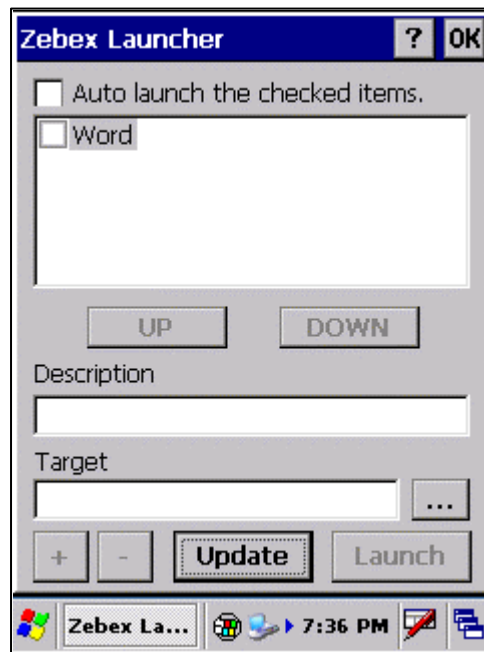 Zebex Launcher ? OK
Auto launch the checked items.
Word
UP DOWN
Description
Target
...
+ - Update Launch
Zebex La... 7:36 PM